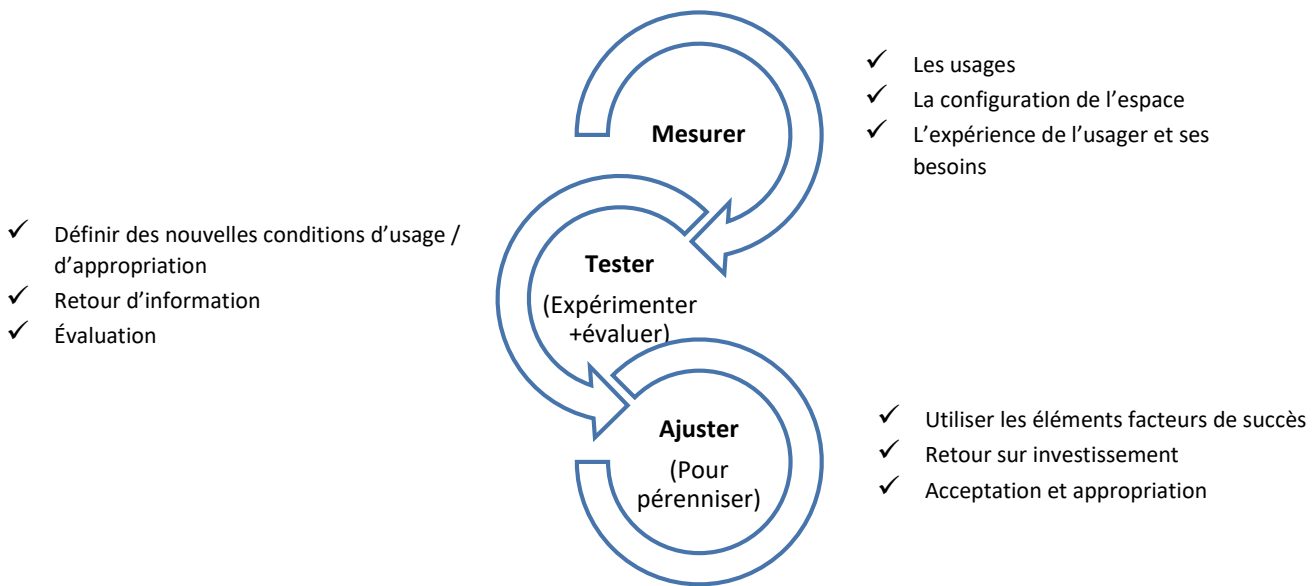 Mesurer
✓ Les usages
✓ La configuration de l’espace
✓ L’expérience de l’usager et ses
besoins
✓ Définir des nouvelles conditions d’usage /
d’appropriation
✓ Retour d’information
✓ Évaluation
Tester
(Expérimenter
+évaluer)
Ajuster
(Pour
pérenniser)
✓ Utiliser les éléments facteurs de succès
✓ Retour sur investissement
✓ Acceptation et appropriation